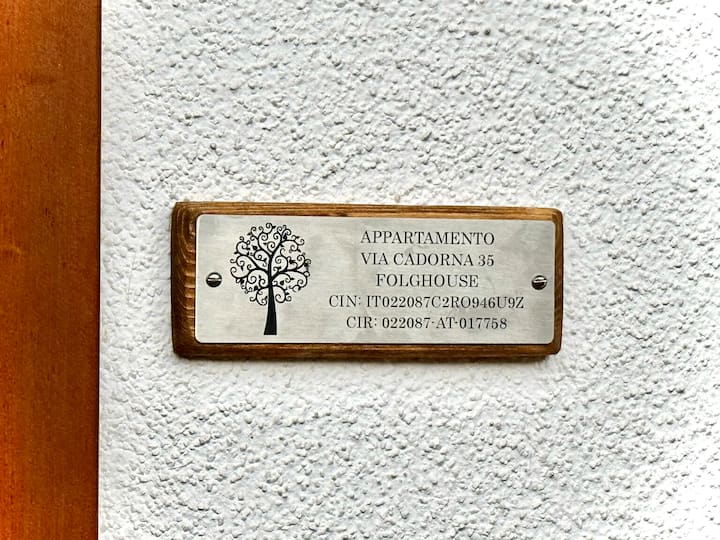 APPARTAMENTO
VIA CADORNA 35
FOLGHOUSE
CIN: IT022087C2RO946U9Z
CIR: 022087-AT-017758